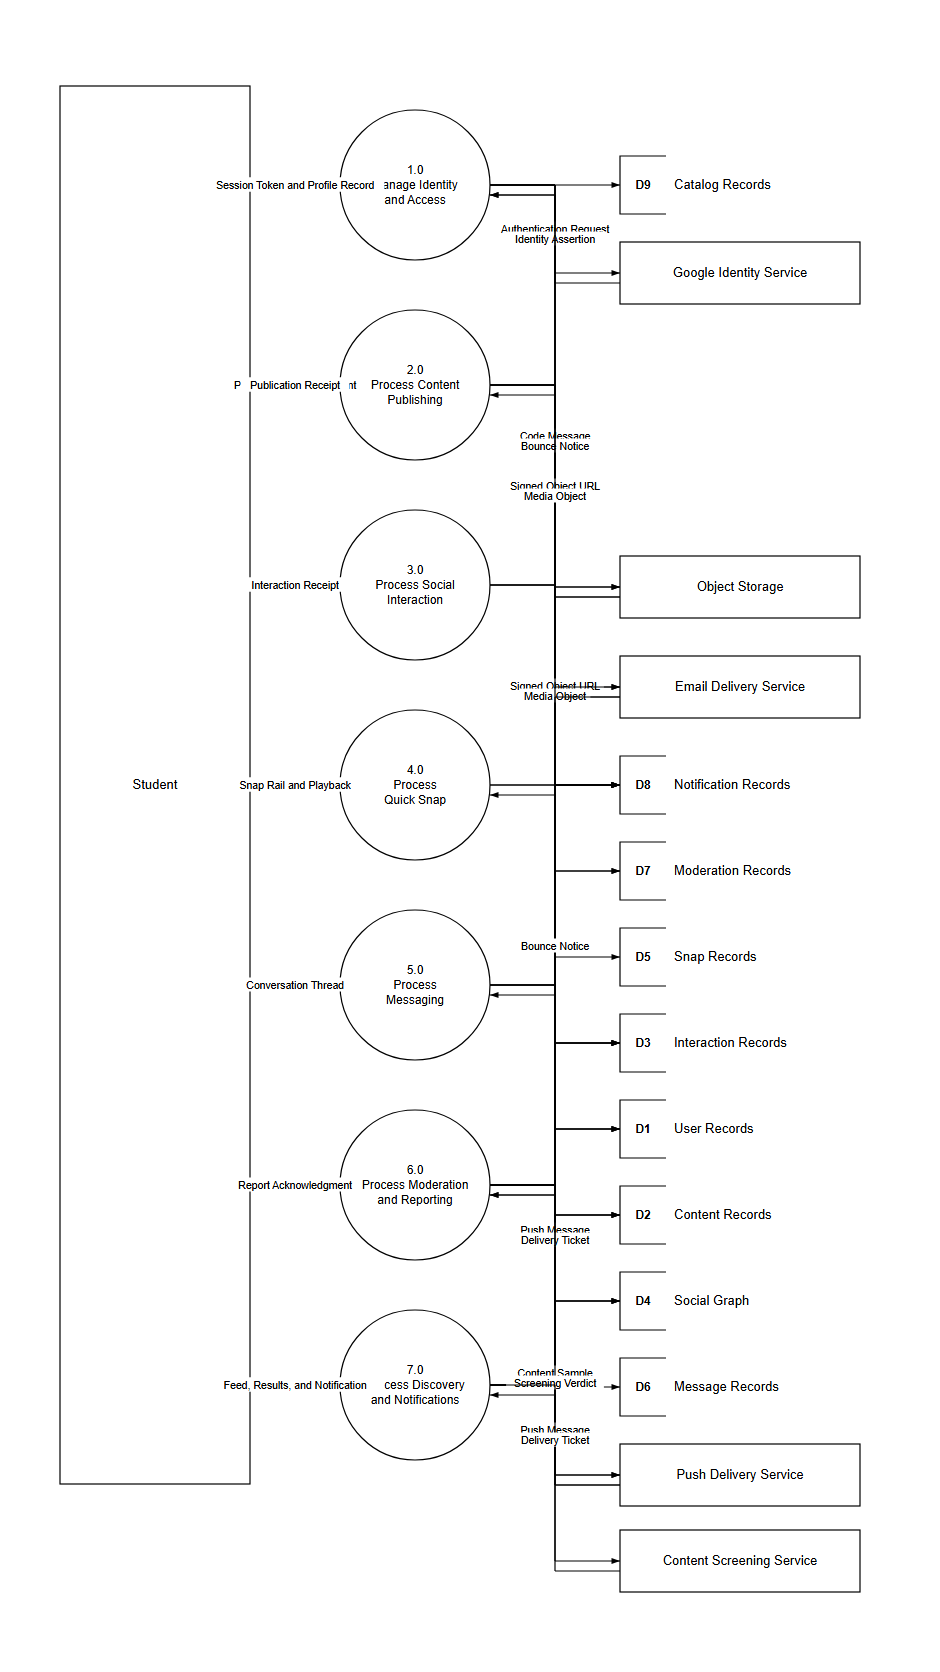 1.0
anage Identity
and Access
Session Token and Profile Record
D9 Catalog Records
Authentication Request
Identity Assertion
Google Identity Service
2.0
Process Content
Publishing
P Publication Receipt nt
Code Message
Bounce Notice
Signed Object URL
Media Object
3.0
Process Social
Interaction
Interaction Receipt
Object Storage
Signed Object URL
Media Object
Email Delivery Service
Student
4.0
Process
Quick Snap
Snap Rail and Playback
D8 Notification Records
D7 Moderation Records
Bounce Notice
D5 Snap Records
5.0
Process
Messaging
Conversation Thread
D3 Interaction Records
D1 User Records
6.0
Process Moderation
and Reporting
Report Acknowledgment
D2 Content Records
Push Message
Delivery Ticket
D4 Social Graph
7.0
cess Discovery
and Notifications
Feed, Results, and Notification
Content Sample
Screening Verdict
D6 Message Records
Push Message
Delivery Ticket
Push Delivery Service
Content Screening Service